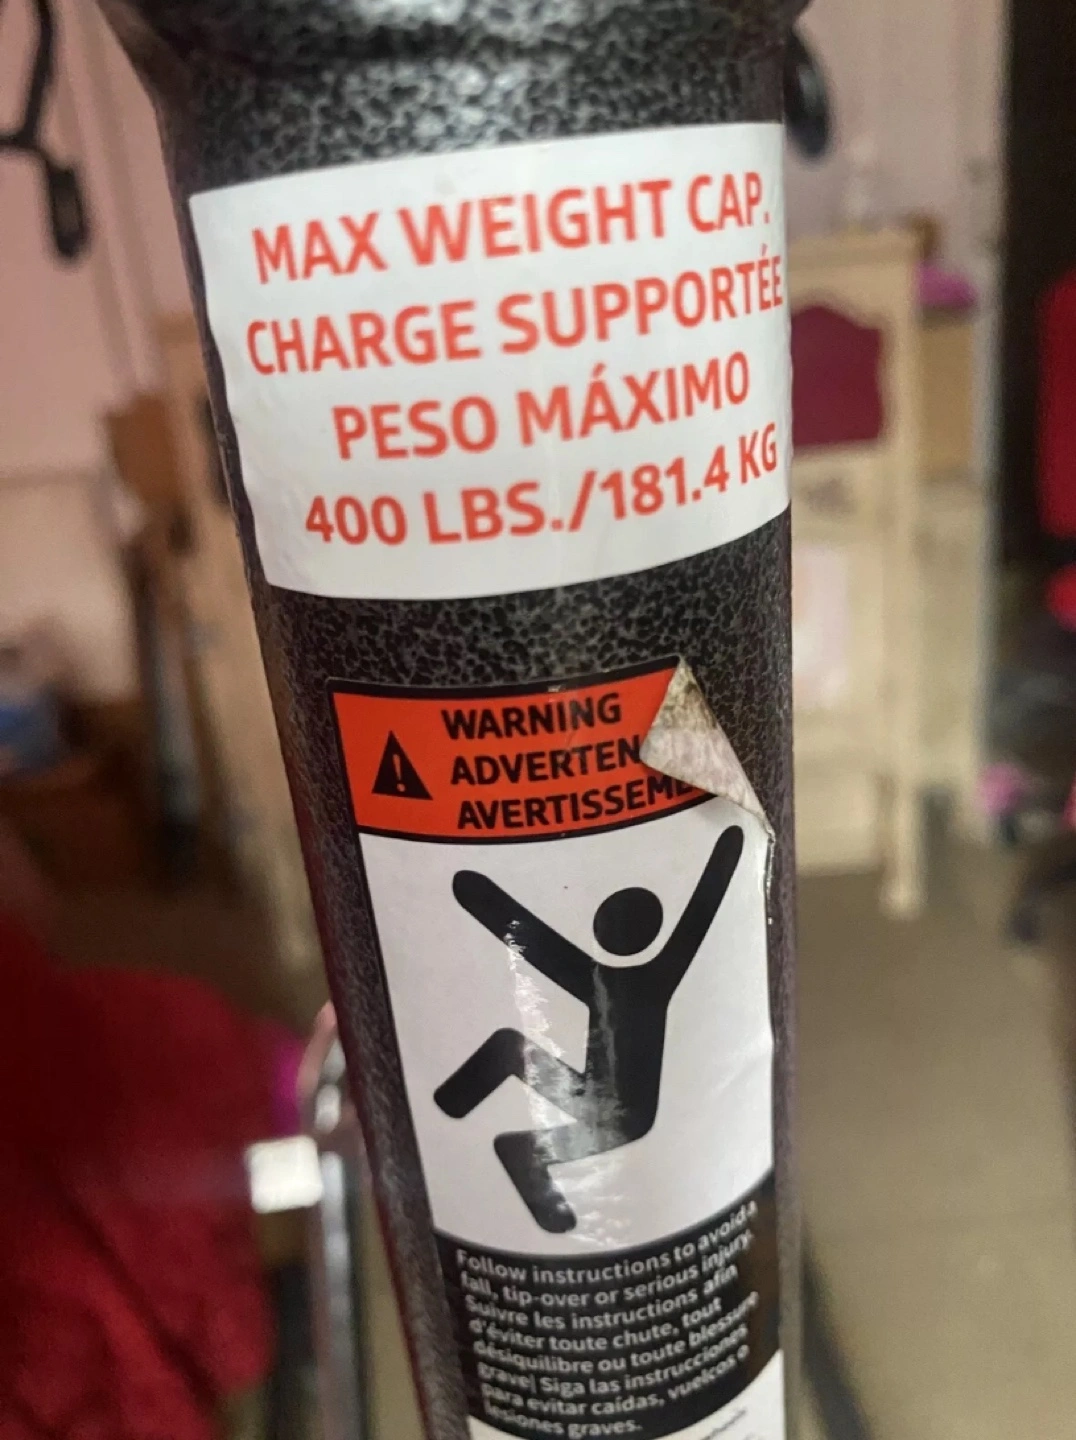 MAX WEIGHT CAP.
CHARGE SUPPORTÉE
PESO MÁXIMO
400 LBS./181.4 KG
WARNING
ADVERTEN
AVERTISSEME
Follow instructions to avoid a
fall, tip-over or serious injury.
Suivre les instructions afin
d'éviter toute chute, tout
désiquilibre ou toute blessure
grave| Siga las instrucciones
para evitar caídas, vuelcos o
lesiones graves.